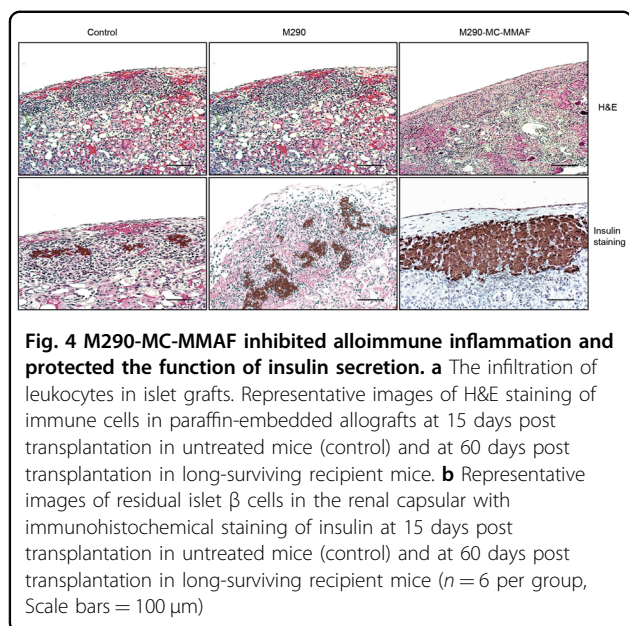 Control M290 M290-MC-MMAF
H&E
Insulin
staining
Fig. 4 M290-MC-MMAF inhibited alloimmune inflammation and
protected the function of insulin secretion. a The infiltration of
leukocytes in islet grafts. Representative images of H&E staining of
immune cells in paraffin-embedded allografts at 15 days post
transplantation in untreated mice (control) and at 60 days post
transplantation in long-surviving recipient mice. b Representative
images of residual islet β cells in the renal capsular with
immunohistochemical staining of insulin at 15 days post
transplantation in untreated mice (control) and at 60 days post
transplantation in long-surviving recipient mice (n = 6 per group,
Scale bars = 100 μm)